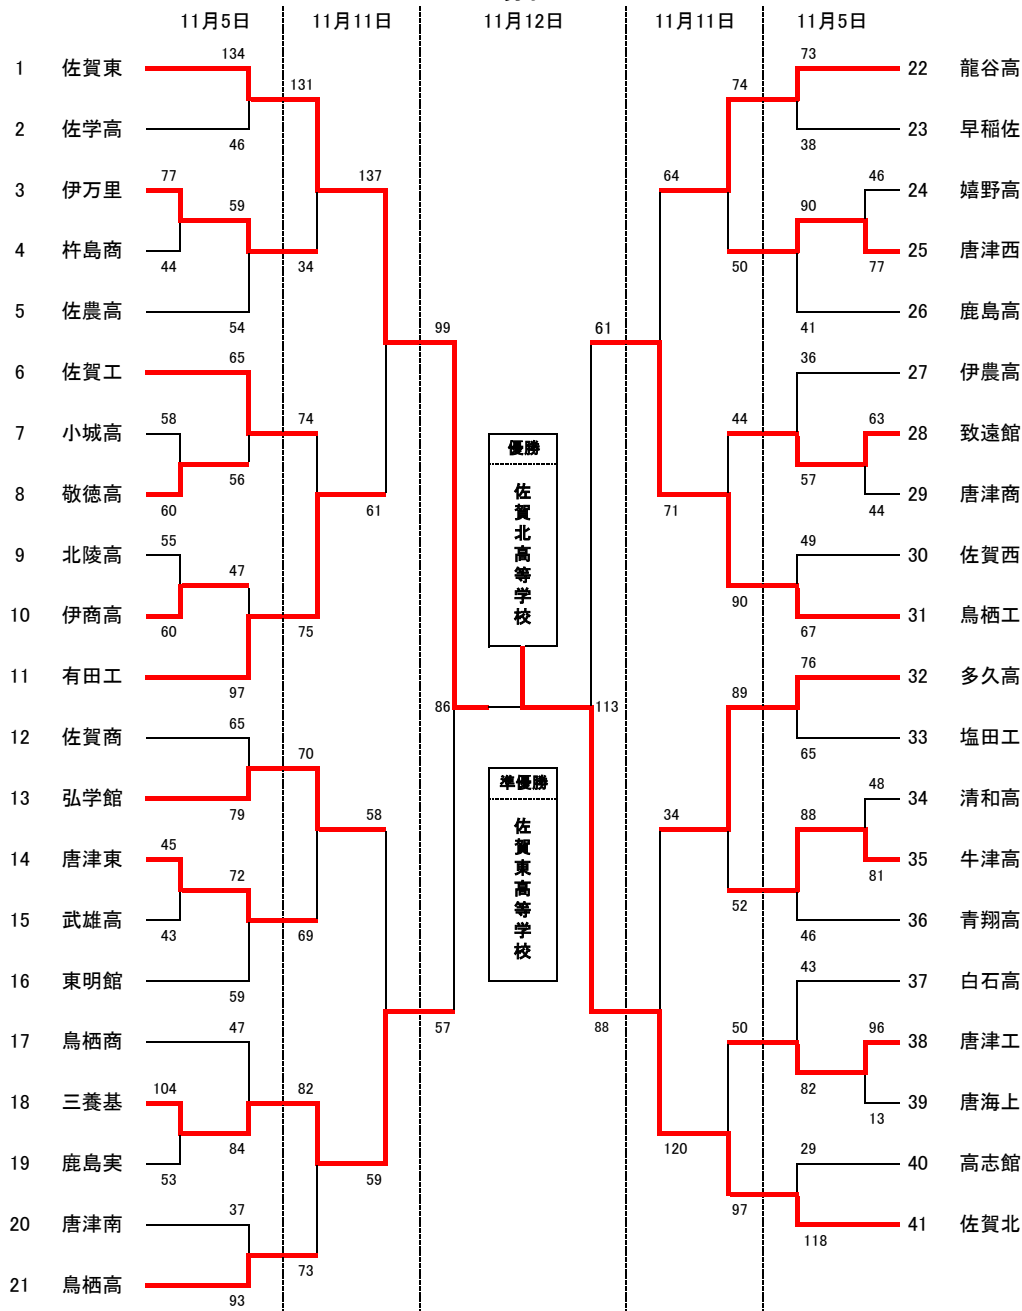 11月5日 11月11日 11月12日 11月11日 11月5日
134 73
1 佐賀東 131 74 22 龍谷高
2 佐学高 46 38 23 早稲佐
3 伊万里 77 137 64 46 24 嬉野高
59 90
4 杵島商 44 34 50 77 25 唐津西
5 佐農高 54 41 26 鹿島高
99 61
6 佐賀工 65 36 27 伊農高
7 小城高 58 74 44 63 28 致遠館
優勝
56 57
8 敬徳高 60 61 71 44 29 唐津商
佐賀北高等学校
9 北陵高 55 49 30 佐賀西
47
10 伊商高 60 75 90 67 31 鳥栖工
11 有田工 97 76 32 多久高
89
86 113
12 佐賀商 65 65 33 塩田工
70
準優勝
13 弘学館 79 48 34 清和高
58 34 88
佐賀東高等学校
14 唐津東 45 81 35 牛津高
72
15 武雄高 43 69 52 46 36 青翔高
16 東明館 59 43 37 白石高
17 鳥栖商 47 57 88 50 96 38 唐津工
18 三養基 104 82 82 13 39 唐海上
84 120
19 鹿島実 53 59 29 40 高志館
20 唐津南 37 97 118 41 佐賀北
73
21 鳥栖高 93